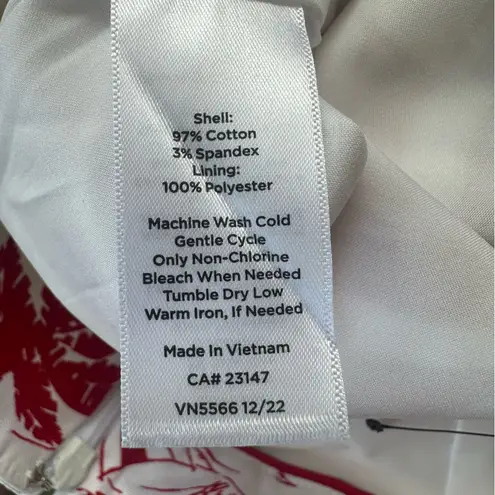 Shell:
97% Cotton
3% Spandex
Lining:
100% Polyester
Machine Wash Cold
Gentle Cycle
Only Non-Chlorine
Bleach When Needed
Tumble Dry Low
Warm Iron, If Needed
Made In Vietnam
CA# 23147
VN5566 12/22